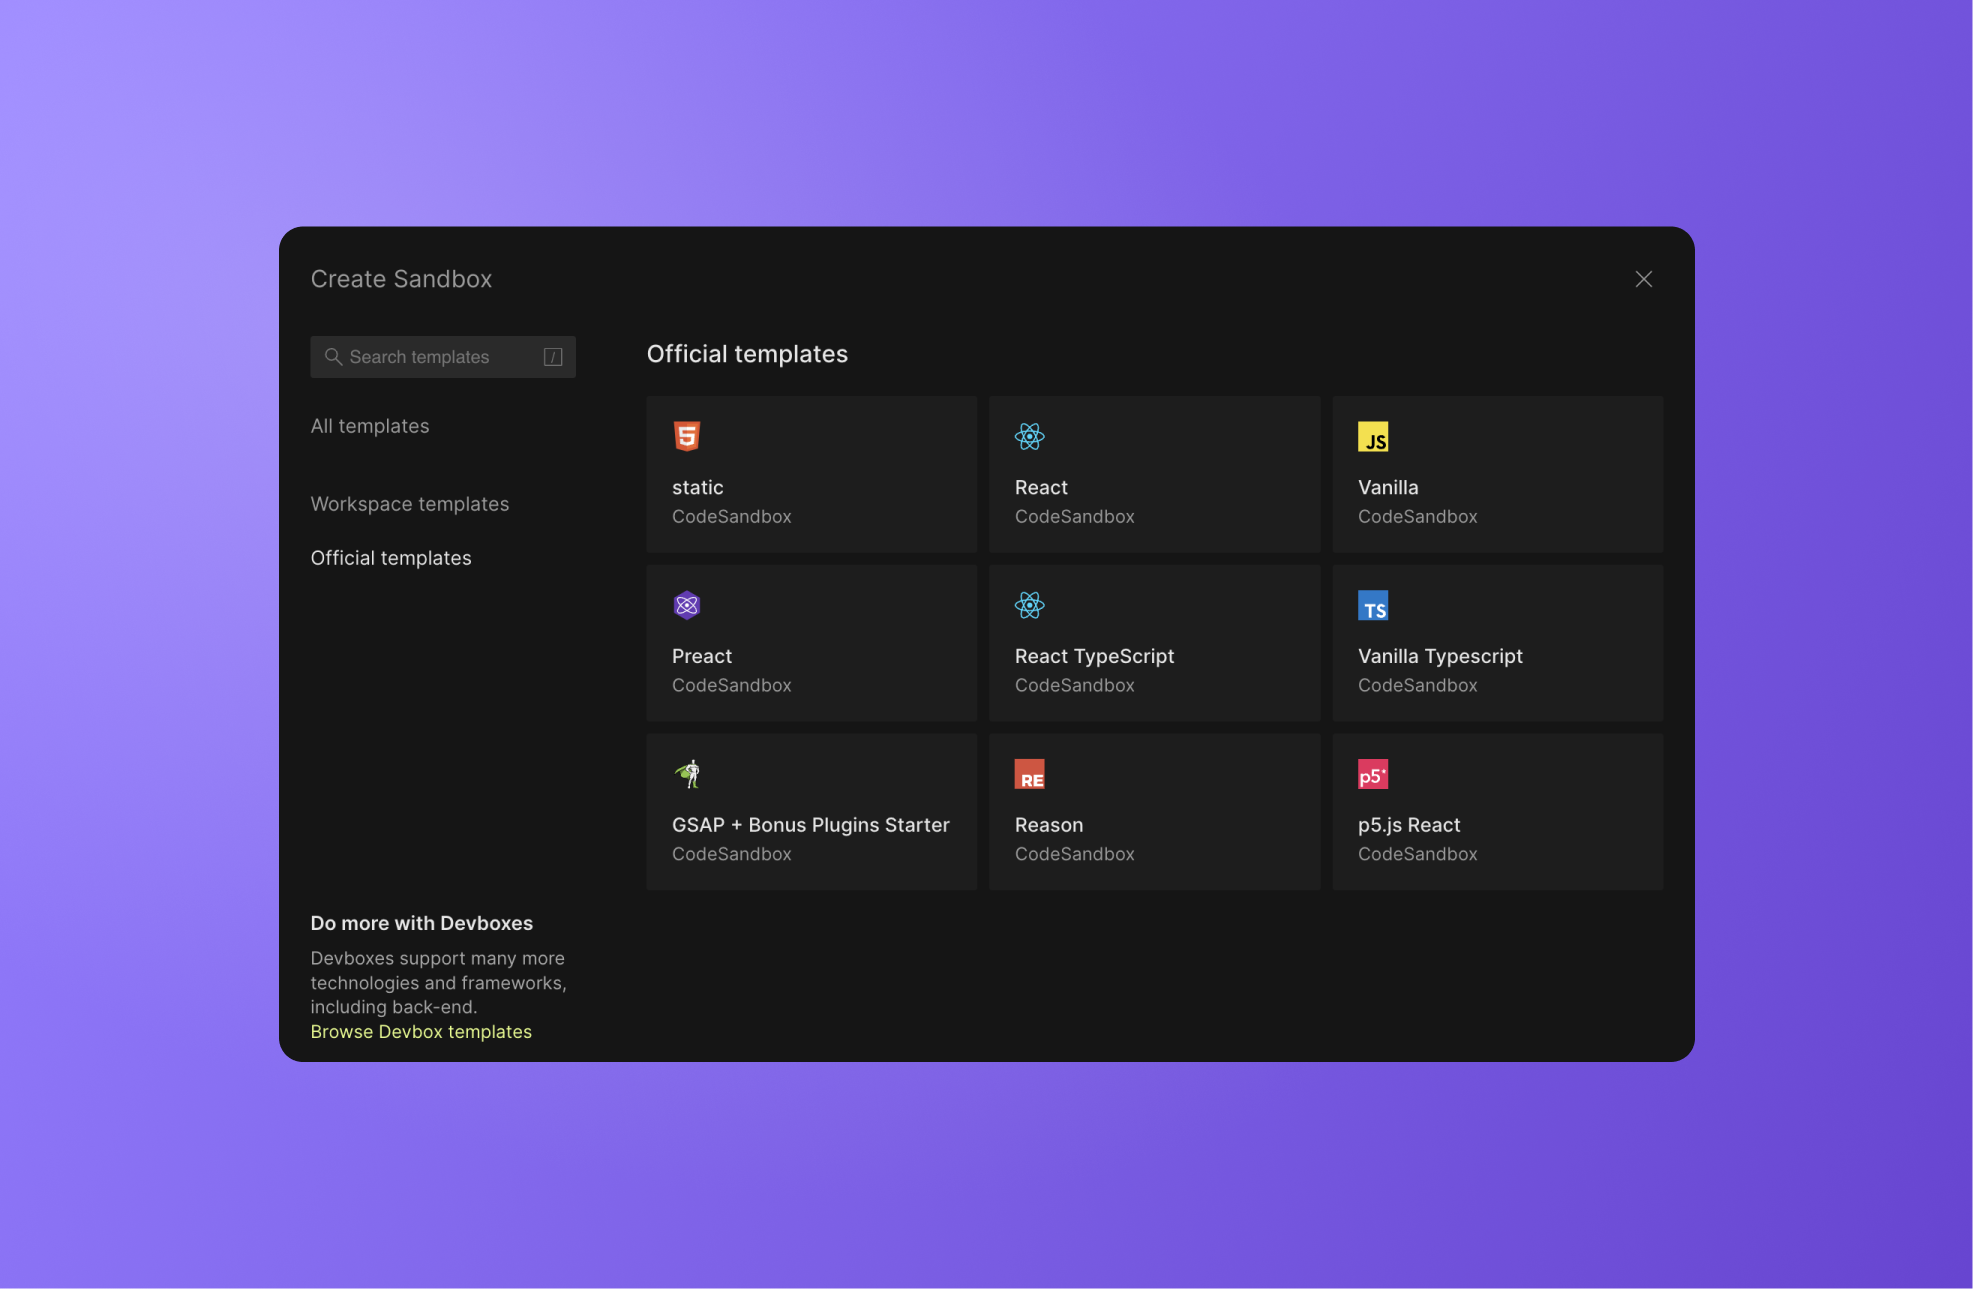 Create Sandbox
Search templates /
All templates
Workspace templates
Official templates
Do more with Devboxes
Devboxes support many more
technologies and frameworks,
including back-end.
Browse Devbox templates
Official templates
5
static
CodeSandbox
React
CodeSandbox
JS
Vanilla
CodeSandbox
Preact
CodeSandbox
React TypeScript
CodeSandbox
TS
Vanilla Typescript
CodeSandbox
GSAP + Bonus Plugins Starter
CodeSandbox
RE
Reason
CodeSandbox
p5*
p5.js React
CodeSandbox